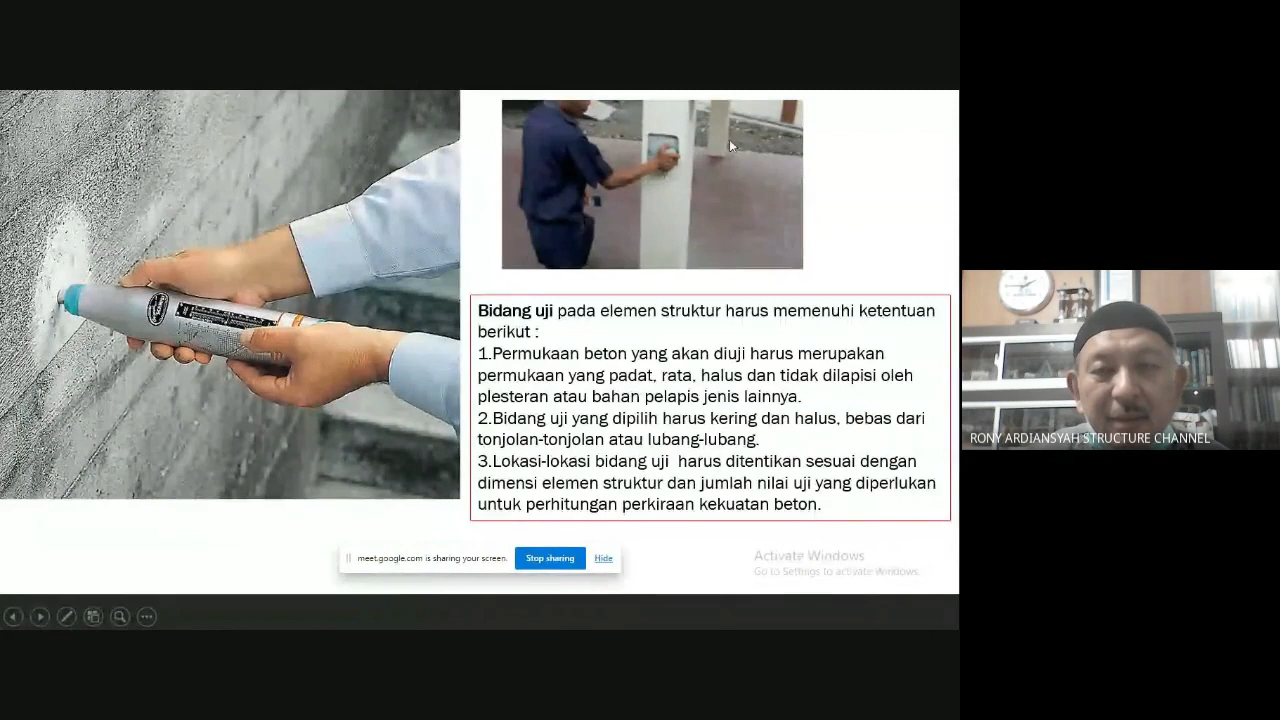 Bidang uji pada elemen struktur harus memenuhi ketentuan
berikut :
1.Permukaan beton yang akan diuji harus merupakan
permukaan yang padat, rata, halus dan tidak dilapisi oleh
plesteran atau bahan pelapis jenis lainnya.
2.Bidang uji yang dipilih harus kering dan halus, bebas dari
tonjolan-tonjolan atau lubang-lubang.
3.Lokasi-lokasi bidang uji harus ditentikan sesuai dengan
dimensi elemen struktur dan jumlah nilai uji yang diperlukan
untuk perhitungan perkiraan kekuatan beton.
meet.google.com is sharing your screen.
Stop sharing
Hide
Activate Windows
Go to Settings to activate Windows.
RONY ARDIANSYAH STRUCTURE CHANNEL